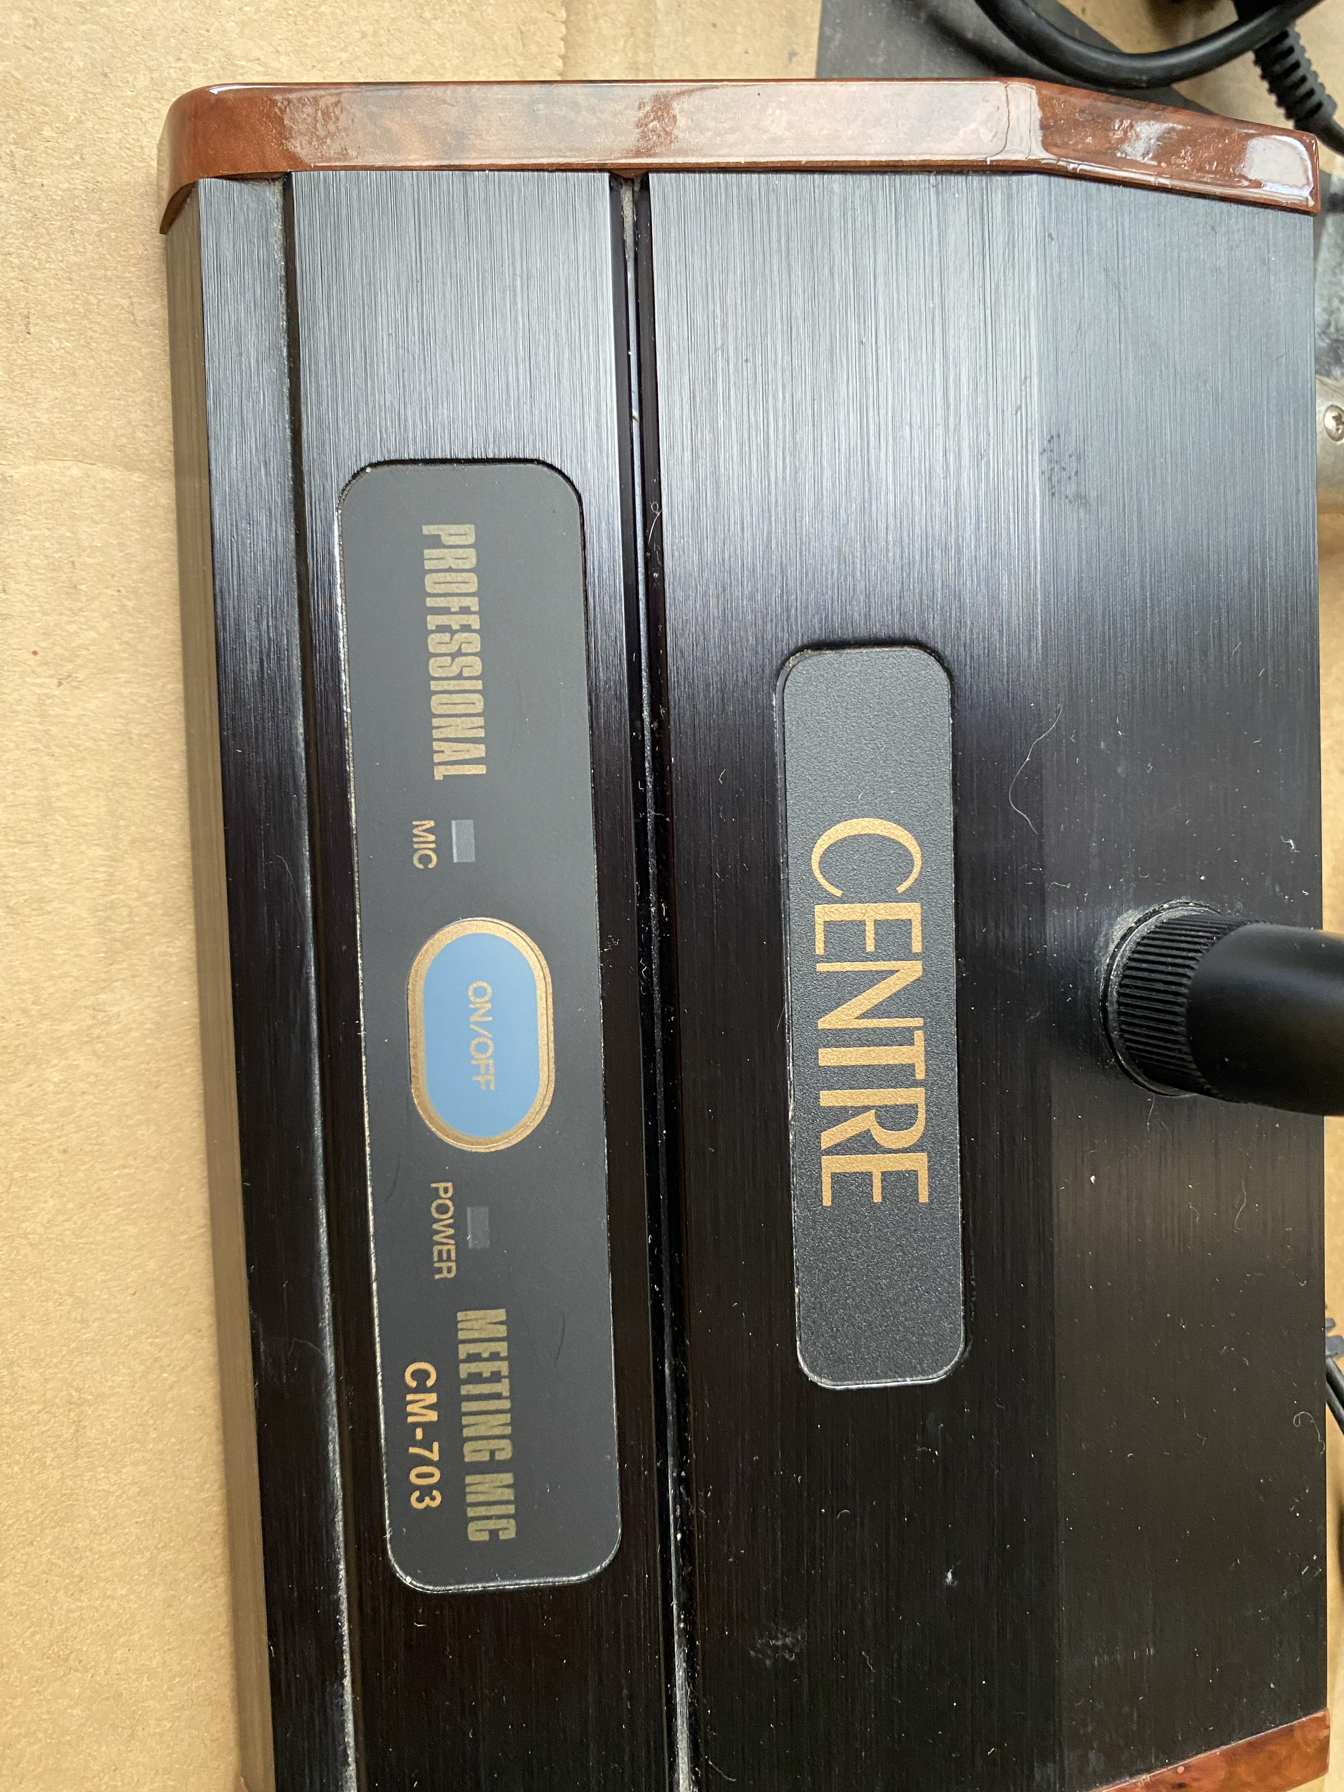 CENTRE
PROFESSIONAL
MIC
ON/OFF
POWER
MEETING MIC
CM-703